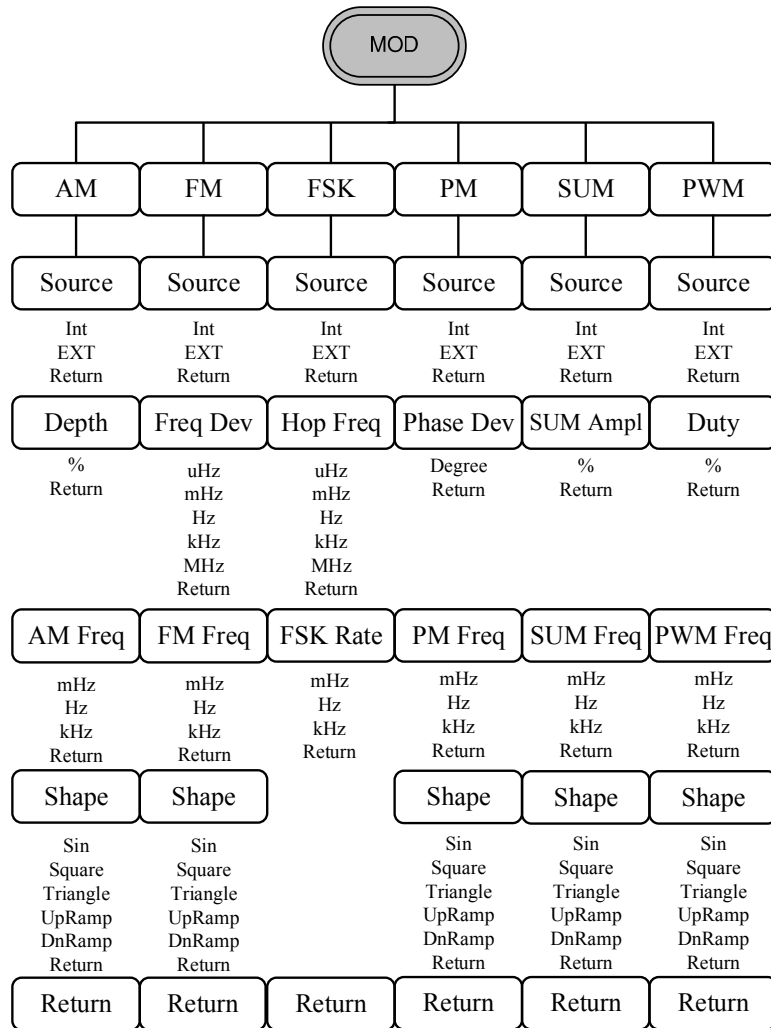 MOD
AM FM FSK PM SUM PWM
Source Source Source Source Source Source
Int Int Int Int Int Int
EXT EXT EXT EXT EXT EXT
Return Return Return Return Return Return
Depth Freq Dev Hop Freq Phase Dev SUM Ampl Duty
% uHz uHz Degree % %
Return mHz mHz Return Return Return
Hz Hz
kHz kHz
MHz MHz
Return Return
AM Freq FM Freq FSK Rate PM Freq SUM Freq PWM Freq
mHz mHz mHz mHz mHz mHz
Hz Hz Hz Hz Hz Hz
kHz kHz kHz kHz kHz kHz
Return Return Return Return Return Return
Shape Shape Shape Shape Shape
Sin Sin Sin Sin Sin
Square Square Square Square Square
Triangle Triangle Triangle Triangle Triangle
UpRamp UpRamp UpRamp UpRamp UpRamp
DnRamp DnRamp DnRamp DnRamp DnRamp
Return Return Return Return Return
Return Return Return Return Return Return